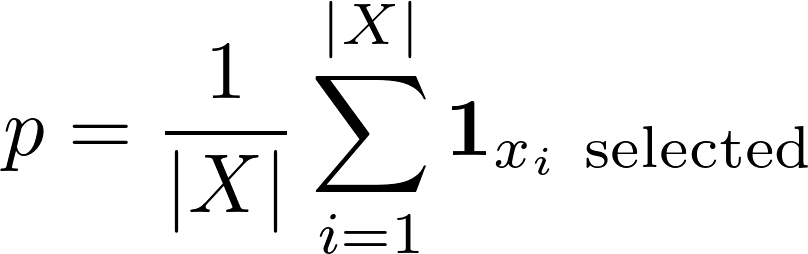 p = \frac{1}{|X|} \sum_{i=1}^{|X|} \mathbf{1}_{x_i \text{ selected}}